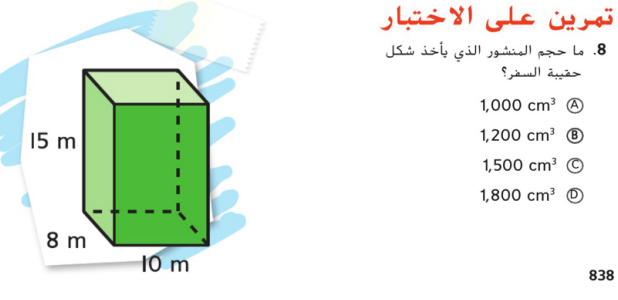 تمرين على الاختبار
8. ما حجم المنشور الذي يأخذ شكل
حقيبة السفر؟
Ⓐ 1,000 cm³
Ⓑ 1,200 cm³
Ⓒ 1,500 cm³
Ⓓ 1,800 cm³
15 m
8 m
10 m
838